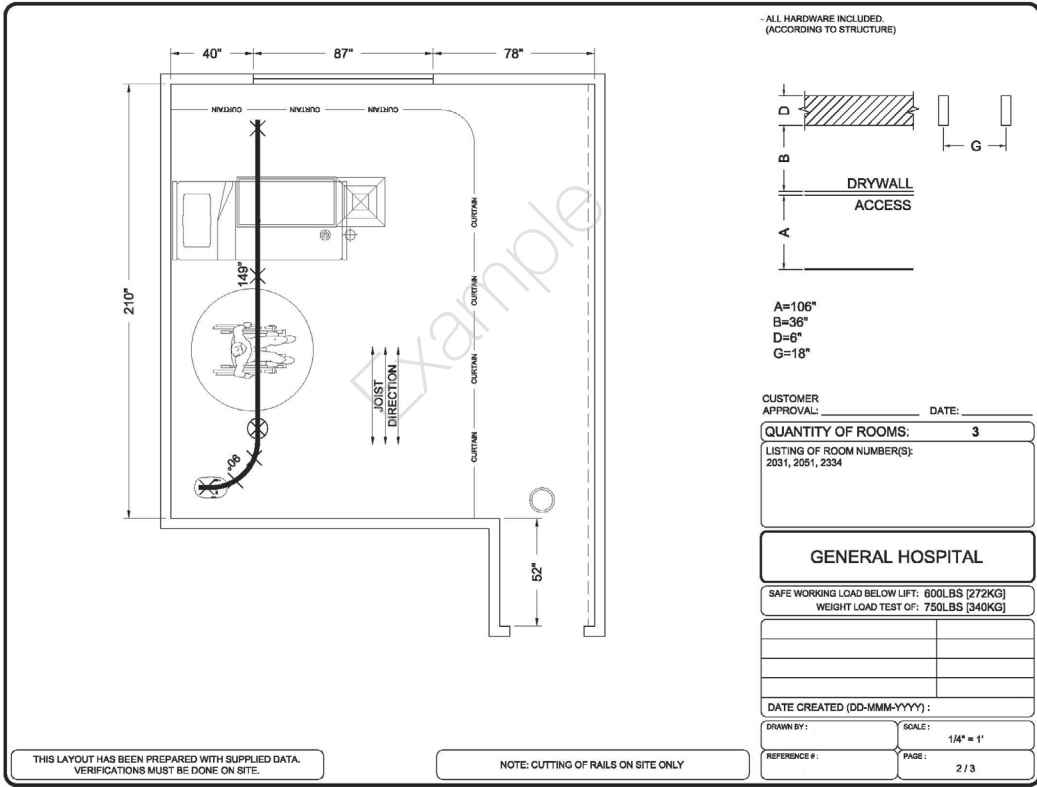 - ALL HARDWARE INCLUDED.
(ACCORDING TO STRUCTURE)
40"
87"
78"
CURTAIN
CURTAIN
CURTAIN
D
G
B
DRYWALL
ACCESS
A
CURTAIN
CURTAIN
CURTAIN
CURTAIN
149"
210"
Example
JOIST
DIRECTION
90°
52"
A=106"
B=36"
D=6"
G=18"
CUSTOMER
APPROVAL: DATE:
QUANTITY OF ROOMS: 3
LISTING OF ROOM NUMBER(S):
2031, 2051, 2334
GENERAL HOSPITAL
SAFE WORKING LOAD BELOW LIFT: 600LBS [272KG]
WEIGHT LOAD TEST OF: 750LBS [340KG]
DATE CREATED (DD-MMM-YYYY) :
DRAWN BY :
SCALE :
1/4" = 1'
REFERENCE # :
PAGE :
2 / 3
THIS LAYOUT HAS BEEN PREPARED WITH SUPPLIED DATA.
VERIFICATIONS MUST BE DONE ON SITE.
NOTE: CUTTING OF RAILS ON SITE ONLY